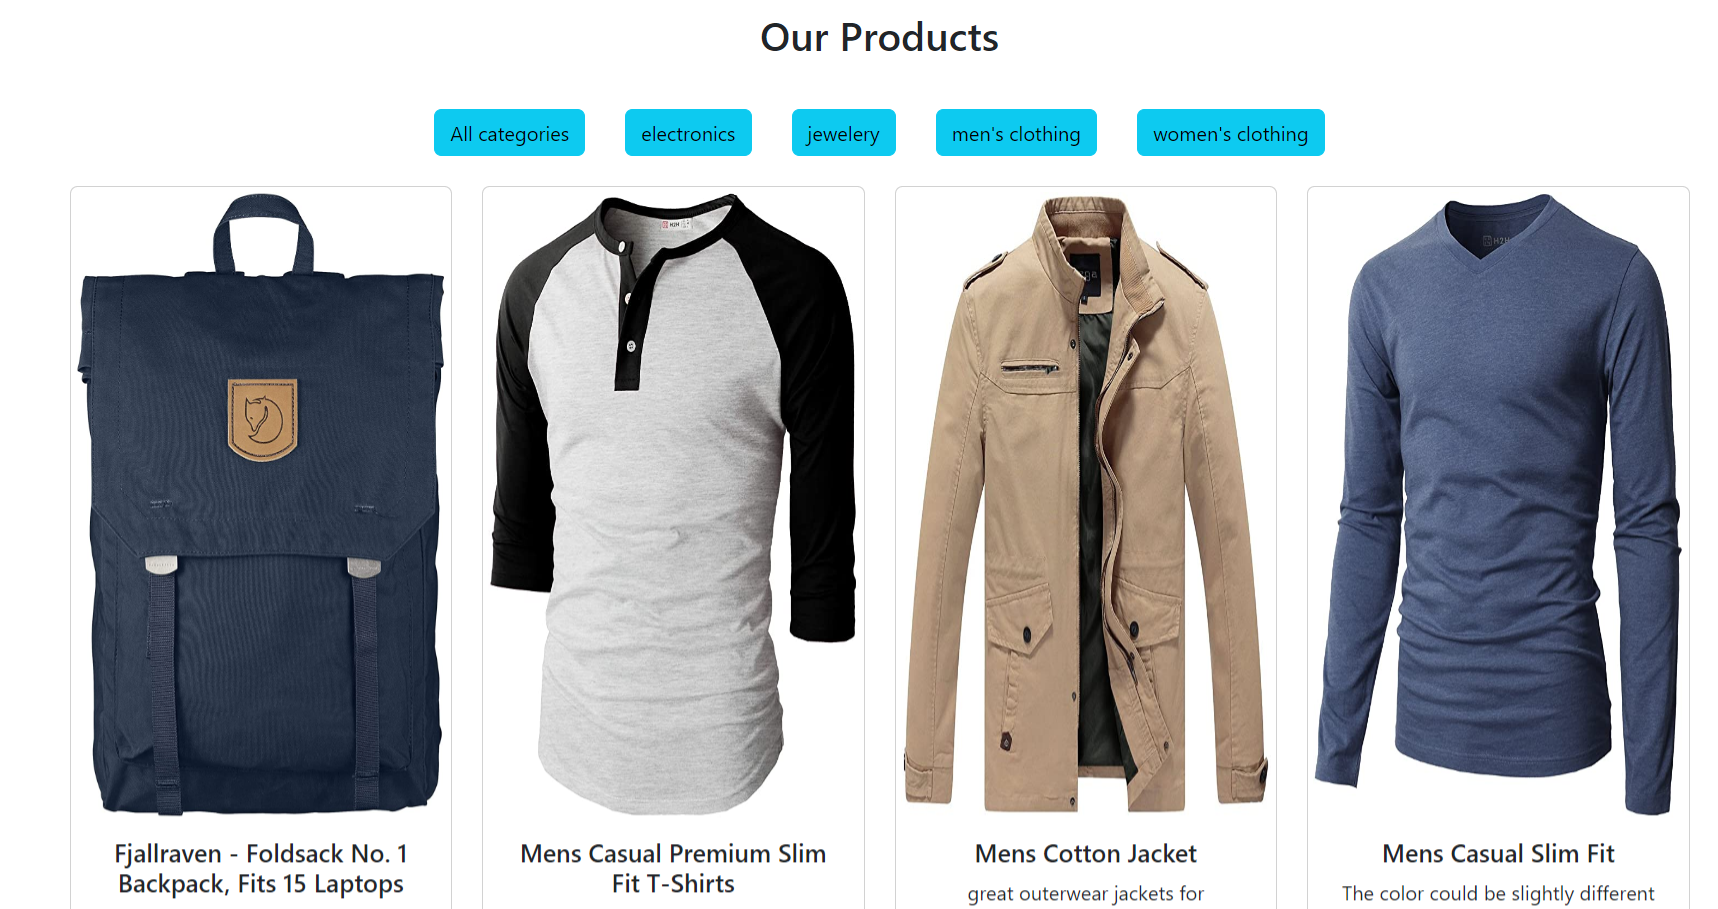 Our Products
All categories
electronics
jewelery
men's clothing
women's clothing
H2H
H2H
Fjallraven - Foldsack No. 1
Backpack, Fits 15 Laptops
Mens Casual Premium Slim
Fit T-Shirts
Mens Cotton Jacket
great outerwear jackets for
Mens Casual Slim Fit
The color could be slightly different